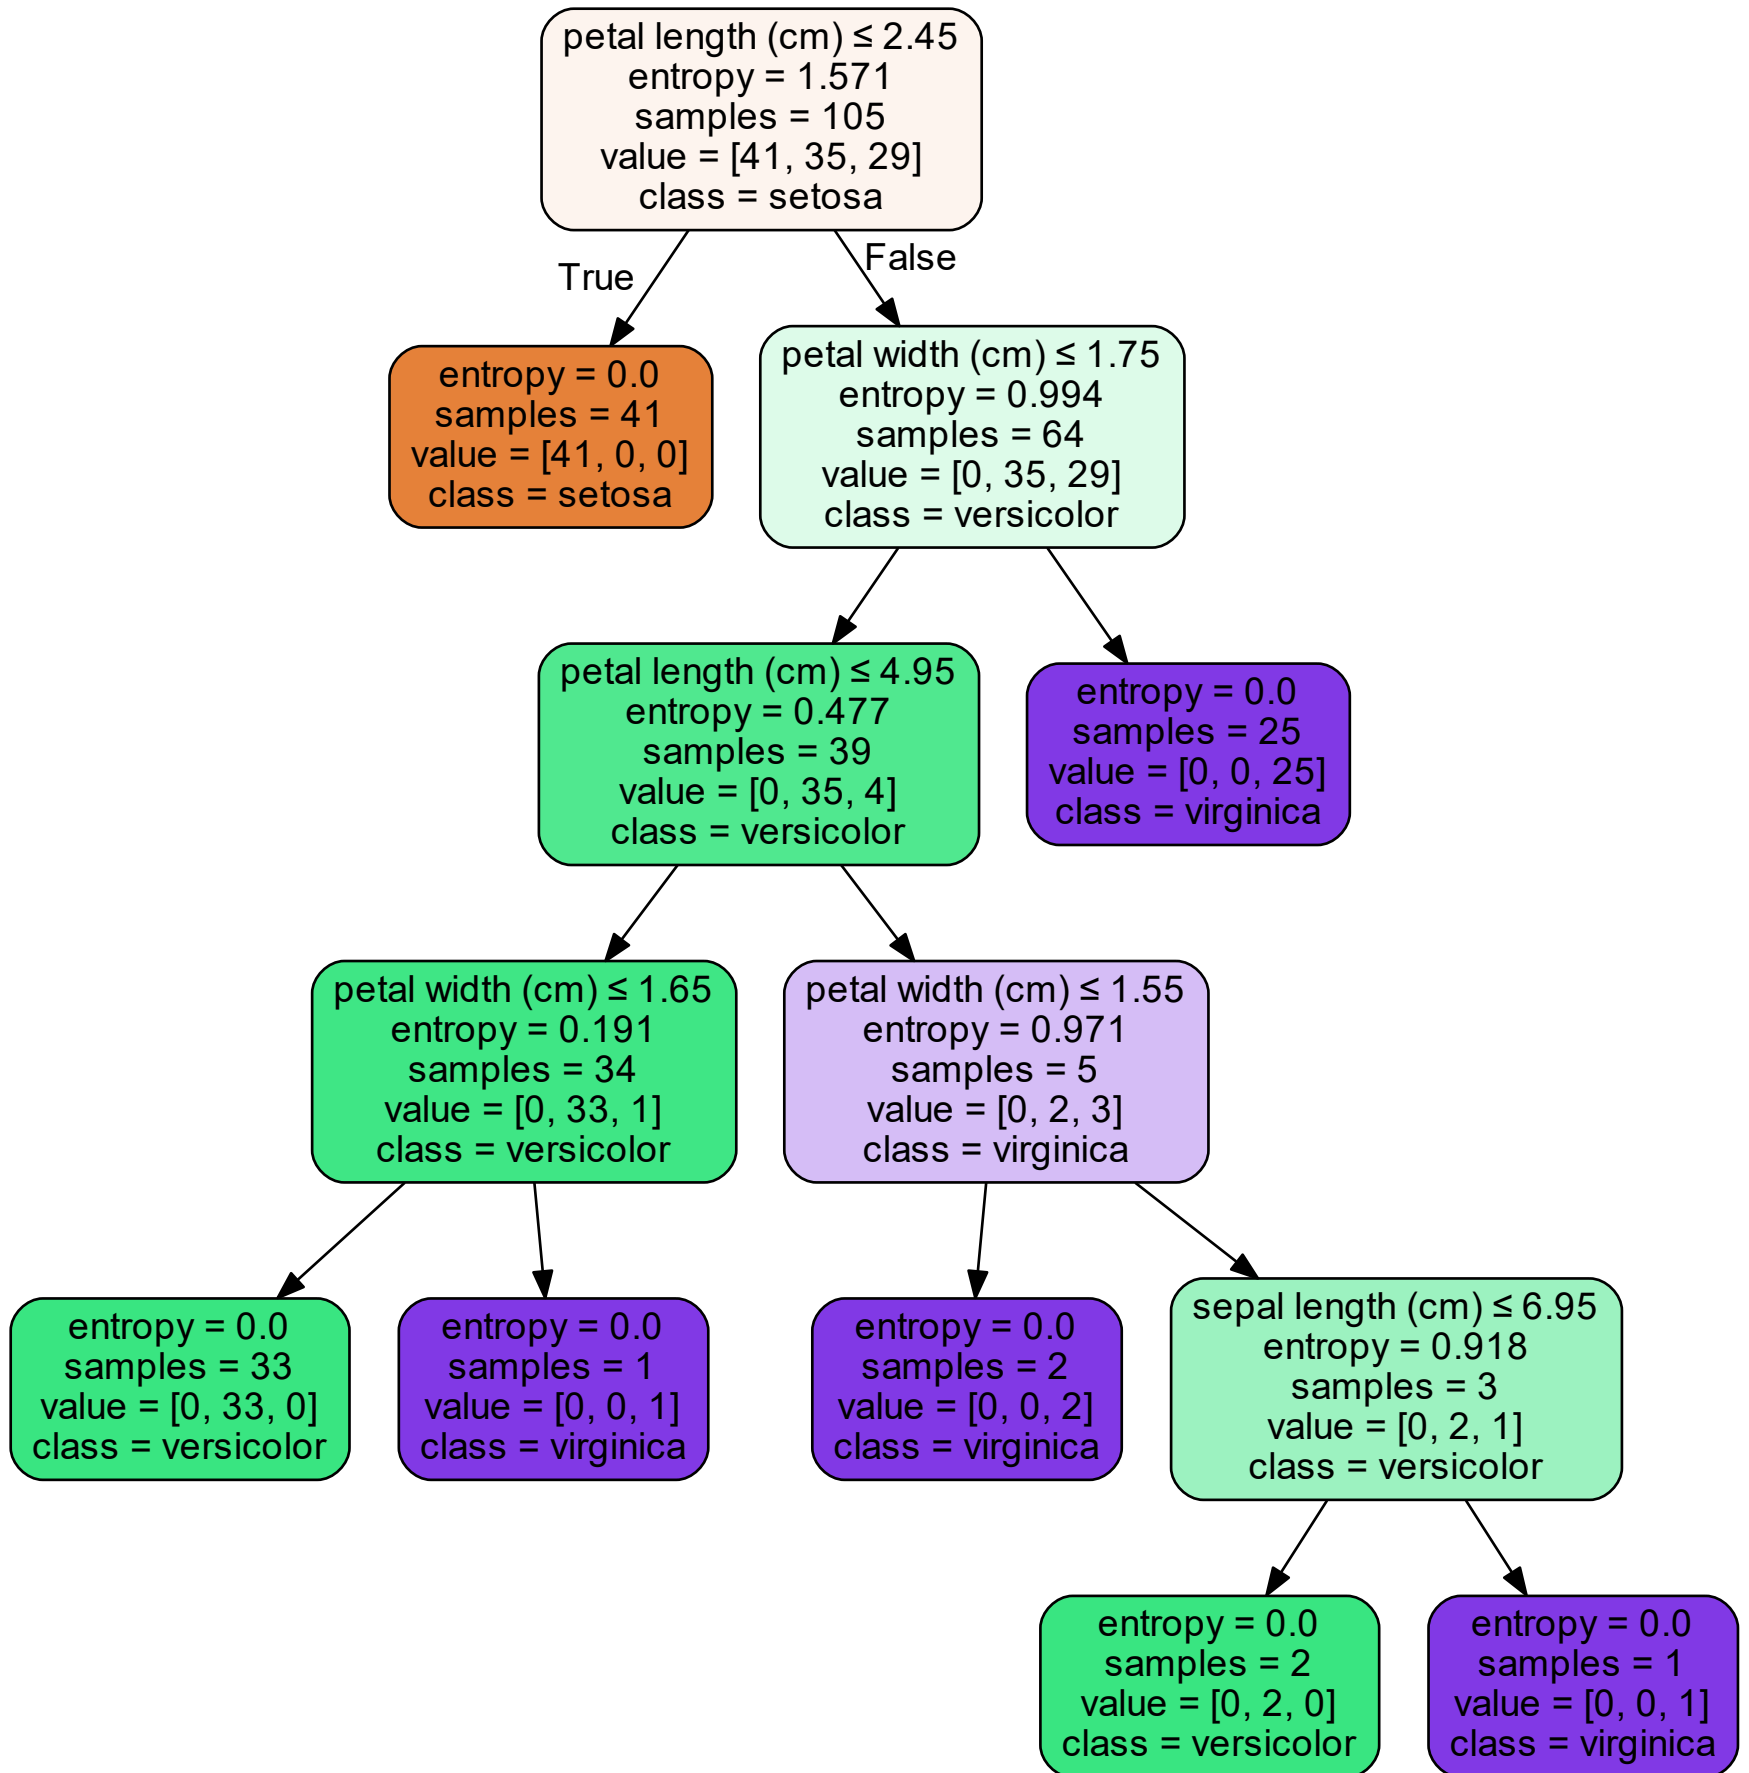 petal length (cm) ≤ 2.45
entropy = 1.571
samples = 105
value = [41, 35, 29]
class = setosa
True
False
entropy = 0.0
samples = 41
value = [41, 0, 0]
class = setosa
petal width (cm) ≤ 1.75
entropy = 0.994
samples = 64
value = [0, 35, 29]
class = versicolor
petal length (cm) ≤ 4.95
entropy = 0.477
samples = 39
value = [0, 35, 4]
class = versicolor
entropy = 0.0
samples = 25
value = [0, 0, 25]
class = virginica
petal width (cm) ≤ 1.65
entropy = 0.191
samples = 34
value = [0, 33, 1]
class = versicolor
petal width (cm) ≤ 1.55
entropy = 0.971
samples = 5
value = [0, 2, 3]
class = virginica
entropy = 0.0
samples = 33
value = [0, 33, 0]
class = versicolor
entropy = 0.0
samples = 1
value = [0, 0, 1]
class = virginica
entropy = 0.0
samples = 2
value = [0, 0, 2]
class = virginica
sepal length (cm) ≤ 6.95
entropy = 0.918
samples = 3
value = [0, 2, 1]
class = versicolor
entropy = 0.0
samples = 2
value = [0, 2, 0]
class = versicolor
entropy = 0.0
samples = 1
value = [0, 0, 1]
class = virginica